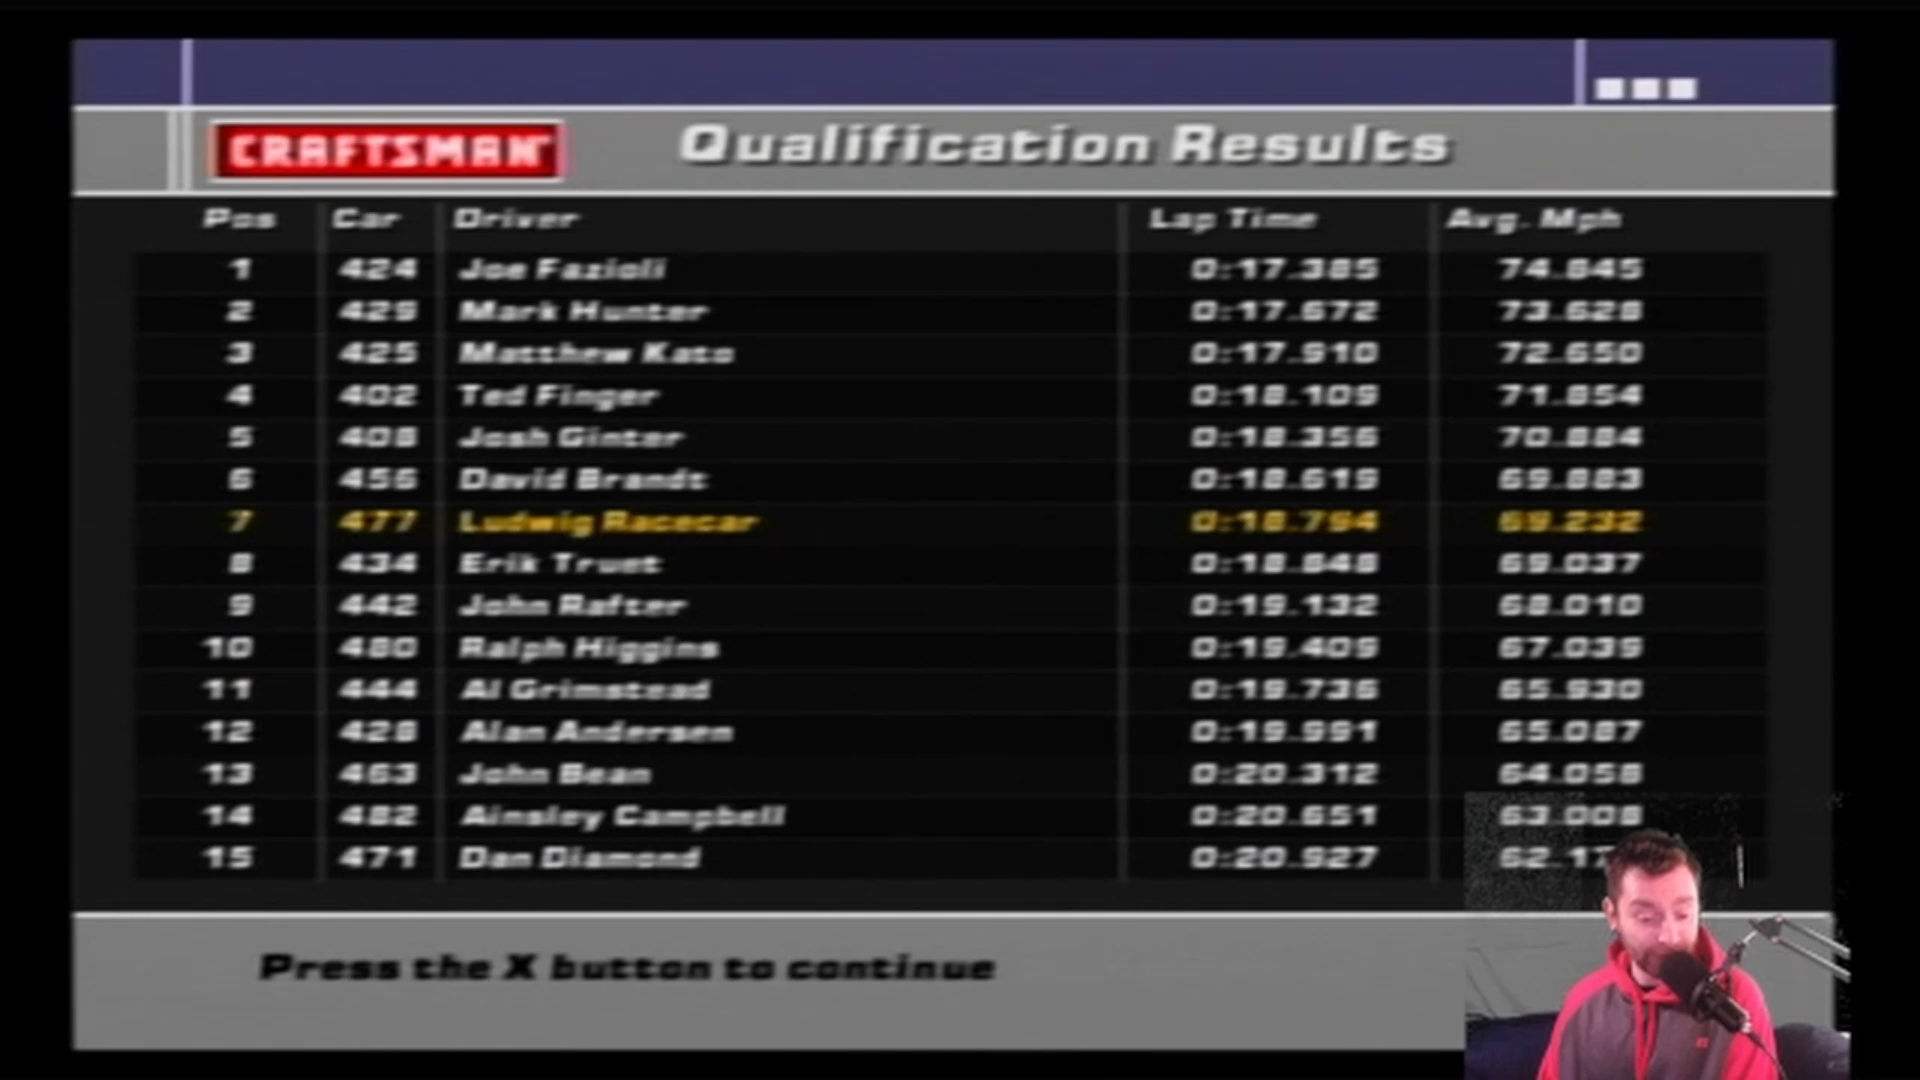 CRAFTSMAN Qualification Results
Pos Car Driver Lap Time Avg. Mph
1 424 Joe Fazioli 0:17.385 74.845
2 429 Mark Hunter 0:17.672 73.628
3 425 Matthew Kato 0:17.910 72.650
4 402 Ted Finger 0:18.109 71.854
5 408 Josh Ginter 0:18.356 70.884
6 456 David Brandt 0:18.619 69.883
7 477 Ludwig Racecar 0:18.794 69.232
8 434 Erik Truet 0:18.848 69.037
9 442 John Rafter 0:19.132 68.010
10 480 Ralph Higgins 0:19.409 67.039
11 444 Al Grimstead 0:19.736 65.930
12 428 Alan Andersen 0:19.991 65.087
13 463 John Bean 0:20.312 64.058
14 482 Ainsley Campbell 0:20.651 63.008
15 471 Dan Diamond 0:20.927
Press the X button to continue